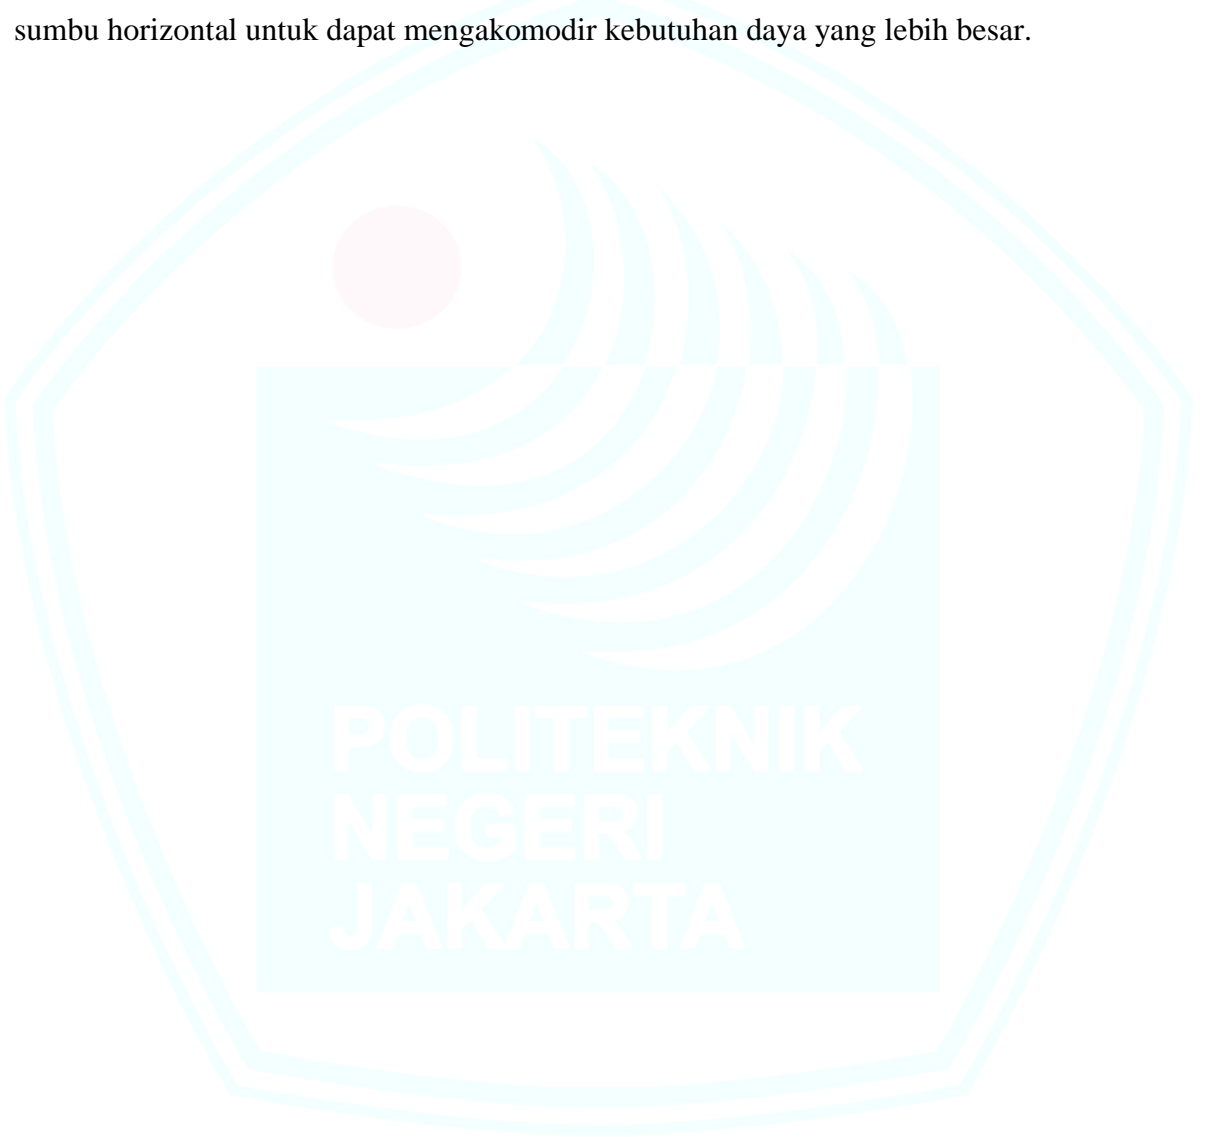 sumbu horizontal untuk dapat mengakomodir kebutuhan daya yang lebih besar.
POLITEKNIK
NEGERI
JAKARTA